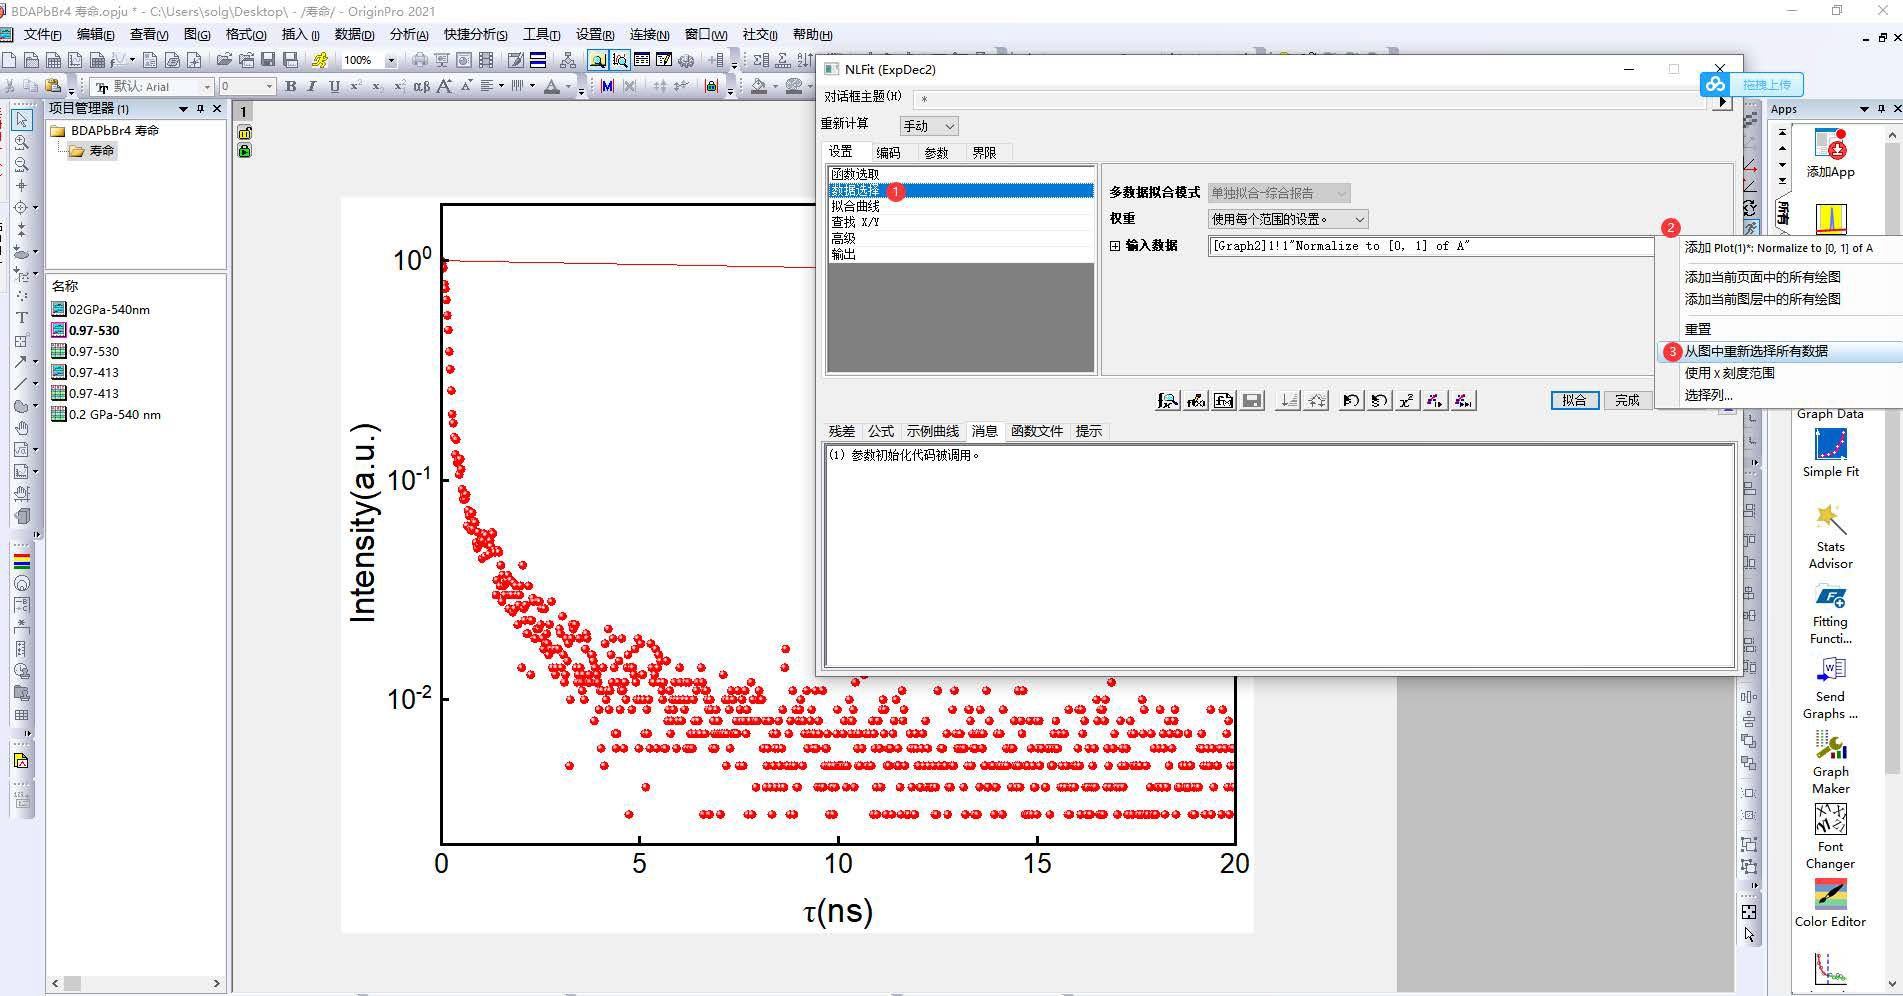 BDAPbBr4 寿命.opju * - C:\Users\solg\Desktop\ - /寿命/ - OriginPro 2021
文件(F) 编辑(E) 查看(V) 图(G) 格式(O) 插入(I) 数据(D) 分析(A) 快捷分析(S) 工具(T) 设置(R) 连接(N) 窗口(W) 社交(I) 帮助(H)
100%
默认: Arial
0
B I U x² αβ A A
项目管理器 (1)
BDAPbBr4 寿命
寿命
名称
02GPa-540nm
0.97-530
0.97-530
0.97-413
0.97-413
0.2 GPa-540 nm
1
10⁰
10⁻¹
10⁻²
Intensity(a.u.)
0 5 10 15 20
τ(ns)
NLFit (ExpDec2)
对话框主题(H) *
重新计算 手动
设置 编码 参数 界限
函数选取
数据选择 1
拟合曲线
查找 X/Y
高级
输出
多数据拟合模式 单独拟合-综合报告
权重 使用每个范围的设置。
输入数据 [Graph2]1!1"Normalize to [0, 1] of A"
2
添加 Plot(1)*: Normalize to [0, 1] of A
添加当前页面中的所有绘图
添加当前图层中的所有绘图
重置
3 从图中重新选择所有数据
使用 x 刻度范围
选择列...
拟合 完成
残差 公式 示例曲线 消息 函数文件 提示
(1) 参数初始化代码被调用。
拖拽上传
Apps
所有
添加App
Graph Data
Simple Fit
Stats
Advisor
Fitting
Functi...
Send
Graphs ...
Graph
Maker
Font
Changer
Color Editor